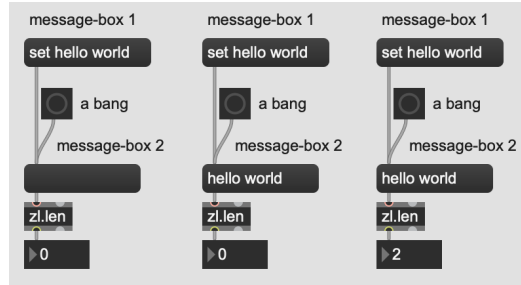 message-box 1
set hello world
a bang
message-box 2
zl.len
0
message-box 1
set hello world
a bang
message-box 2
hello world
zl.len
0
message-box 1
set hello world
a bang
message-box 2
hello world
zl.len
2